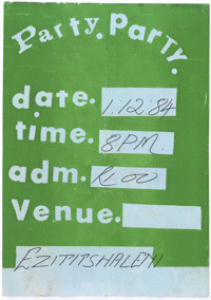 Party. Party.
date. 1.12.84
time. 8PM.
adm. R1.00
Venue.
EZITITSHALENI